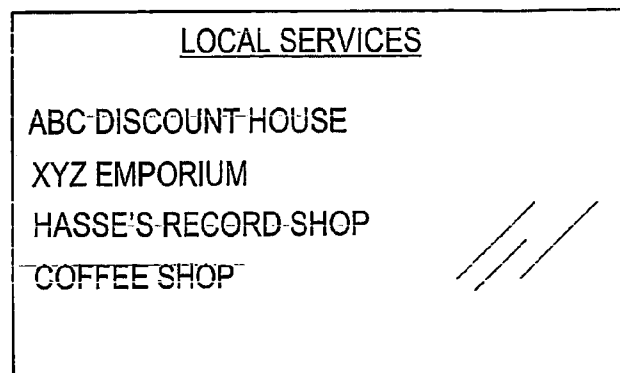 LOCAL SERVICES
ABC DISCOUNT HOUSE
XYZ EMPORIUM
HASSE'S RECORD SHOP
COFFEE SHOP